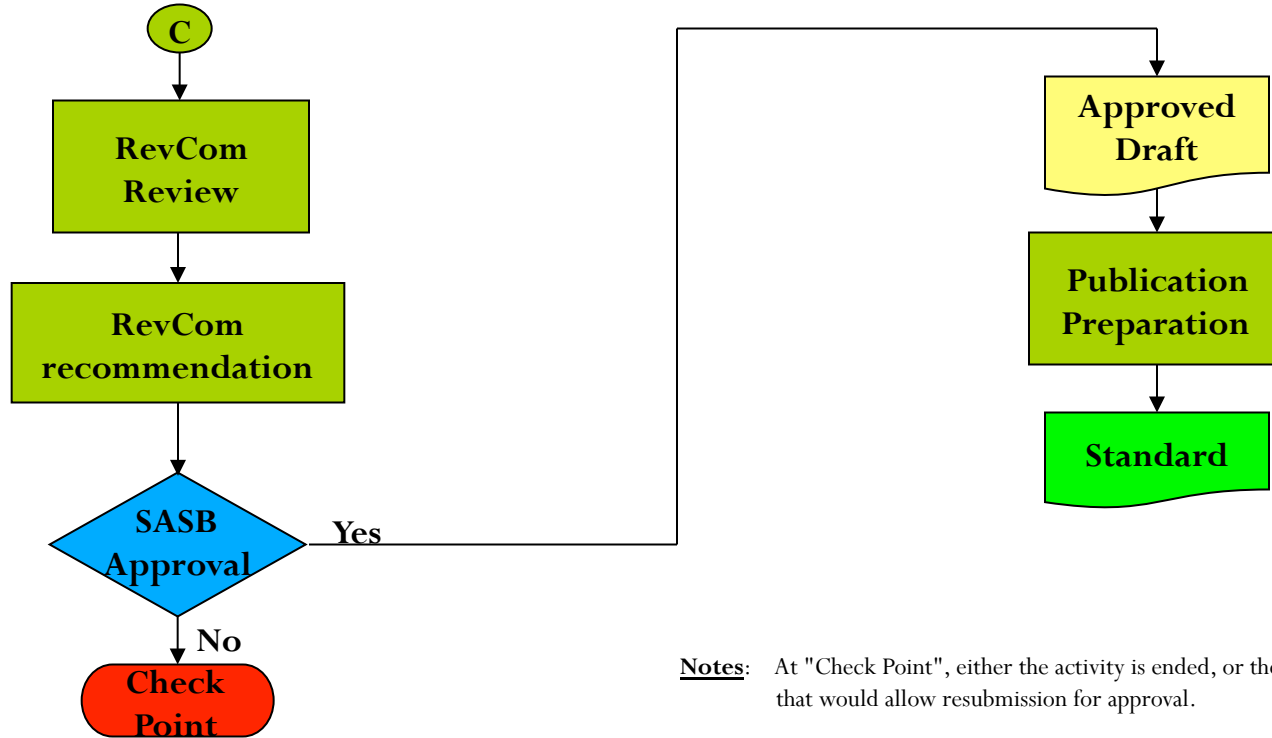 C
RevCom
Review
RevCom
recommendation
SASB
Approval
Yes
No
Check
Point
Approved
Draft
Publication
Preparation
Standard
Notes: At "Check Point", either the activity is ended, or the
that would allow resubmission for approval.